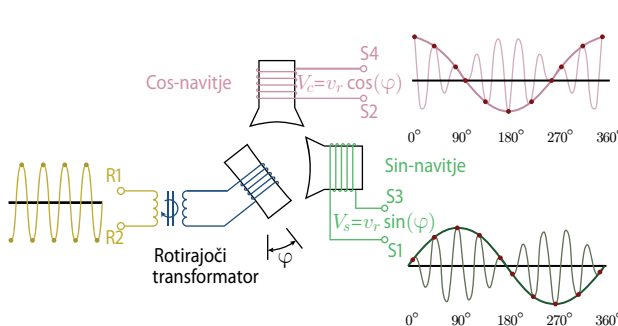 S4
Cos-navitje
V_c=v_r cos(φ)
S2
0° 90° 180° 270° 360°
Sin-navitje
R1
S3
V_s=v_r sin(φ)
R2
S1
Rotirajoči
transformator
φ
0° 90° 180° 270° 360°